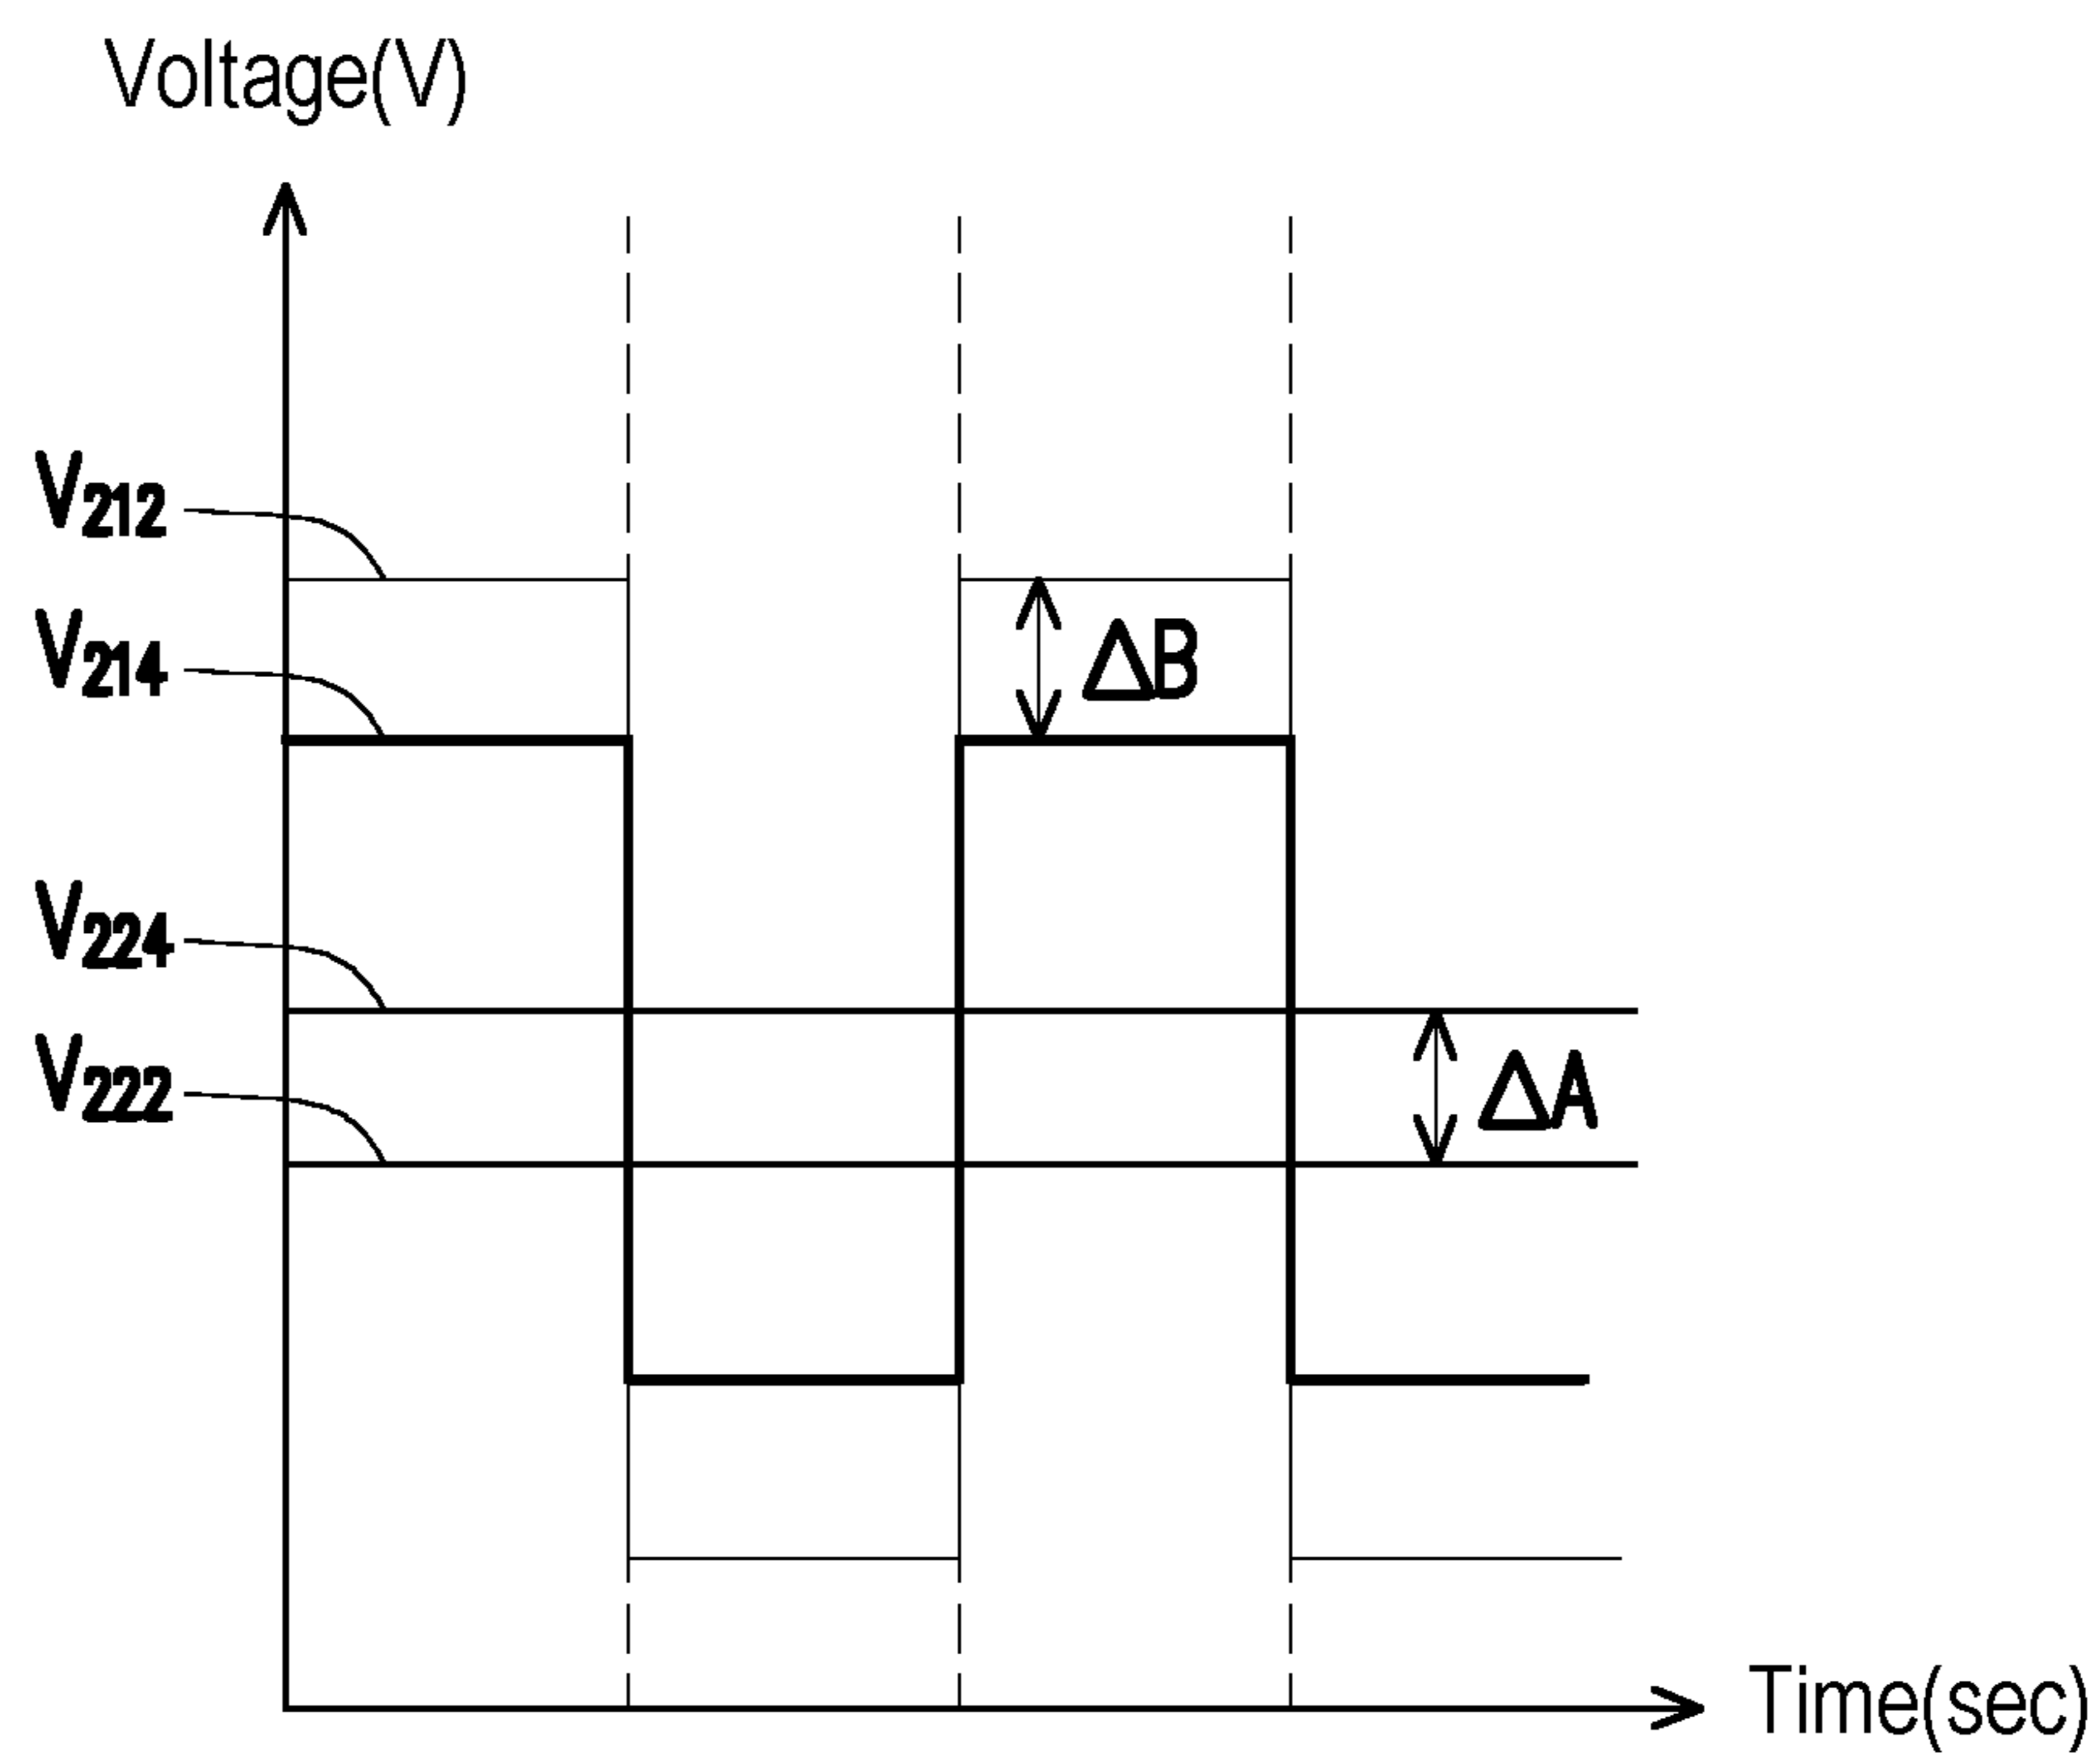 Voltage(V)
V212
V214
ΔB
V224
V222
ΔA
Time(sec)